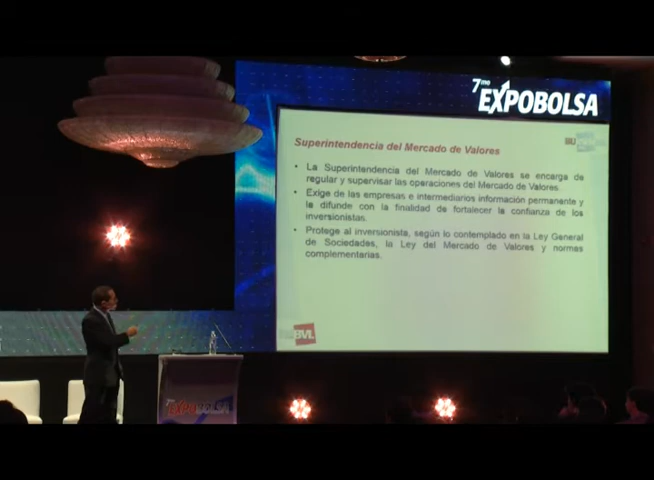 7mo
EXPOBOLSA
Superintendencia del Mercado de Valores
• La Superintendencia del Mercado de Valores se encarga de
regular y supervisar las operaciones del Mercado de Valores.
• Exige de las empresas e intermediarios información permanente y
la difunde con la finalidad de fortalecer la confianza de los
inversionistas.
• Protege al inversionista, según lo contemplado en la Ley General
de Sociedades, la Ley del Mercado de Valores y normas
complementarias.
BVL